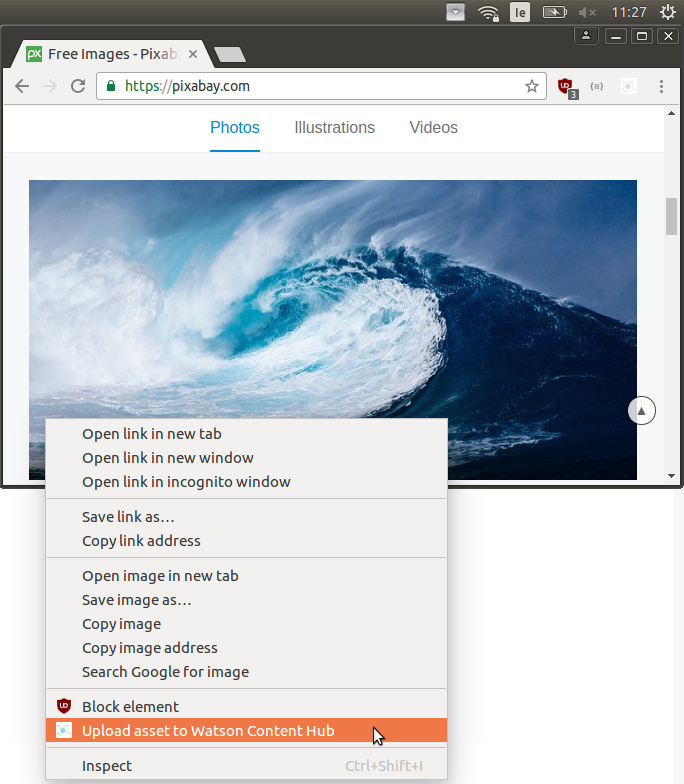 Ie
11:27
px Free Images - Pixab
https://pixabay.com
UD
3
Photos Illustrations Videos
Open link in new tab
Open link in new window
Open link in incognito window
Save link as…
Copy link address
Open image in new tab
Save image as…
Copy image
Copy image address
Search Google for image
UD Block element
Upload asset to Watson Content Hub
Inspect Ctrl+Shift+I